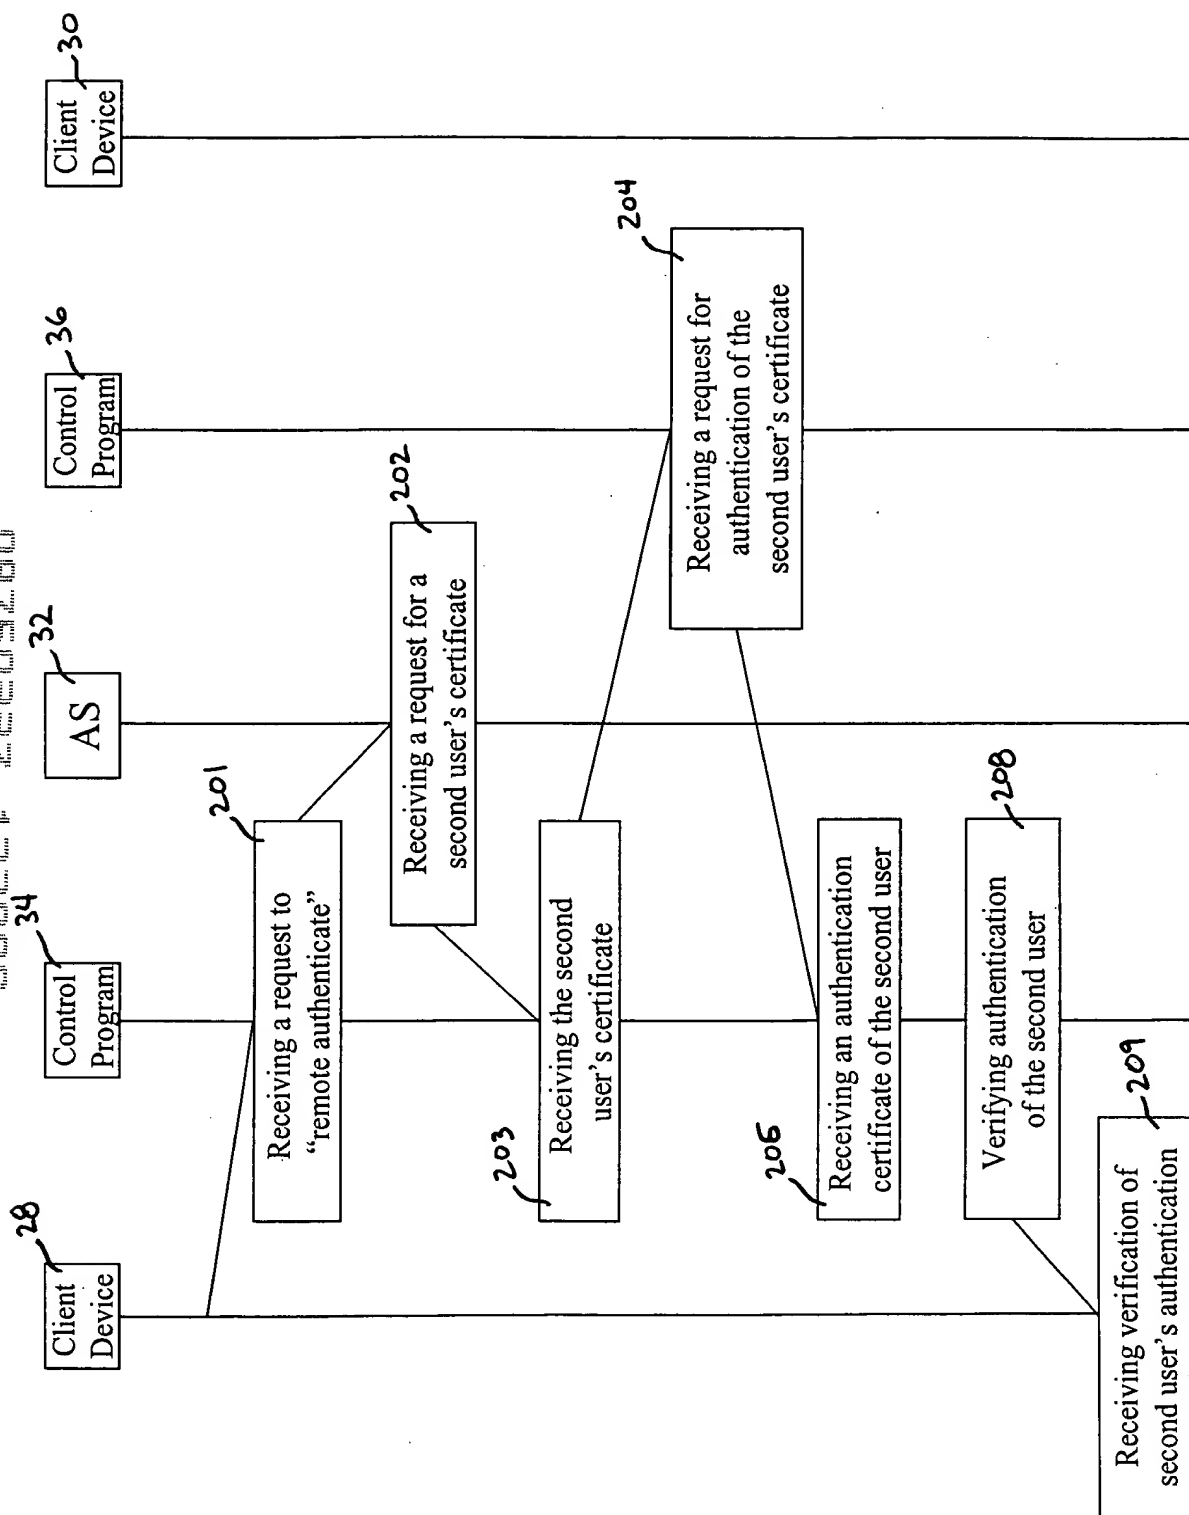 28
Client
Device
34
Control
Program
32
AS
36
Control
Program
30
Client
Device
201
Receiving a request to
“remote authenticate”
202
Receiving a request for a
second user’s certificate
203
Receiving the second
user’s certificate
204
Receiving a request for
authentication of the
second user’s certificate
206
Receiving an authentication
certificate of the second user
208
Verifying authentication
of the second user
209
Receiving verification of
second user’s authentication